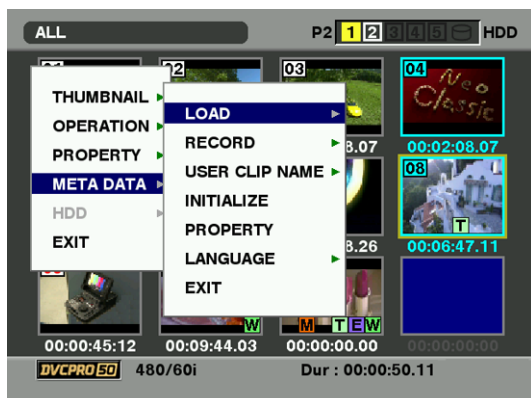 ALL
P2 1 2 3 4 5 HDD
02
03
04
Neo Classic
THUMBNAIL
OPERATION
PROPERTY
META DATA
HDD
EXIT
LOAD
RECORD
USER CLIP NAME
INITIALIZE
PROPERTY
LANGUAGE
EXIT
8.07
00:02:08.07
08
T
8.26
00:06:47.11
W
M T E W
00:00:45:12
00:09:44.03
00:00:00.00
00:00:00:00
DVCPRO 50
480/60i
Dur : 00:00:50.11